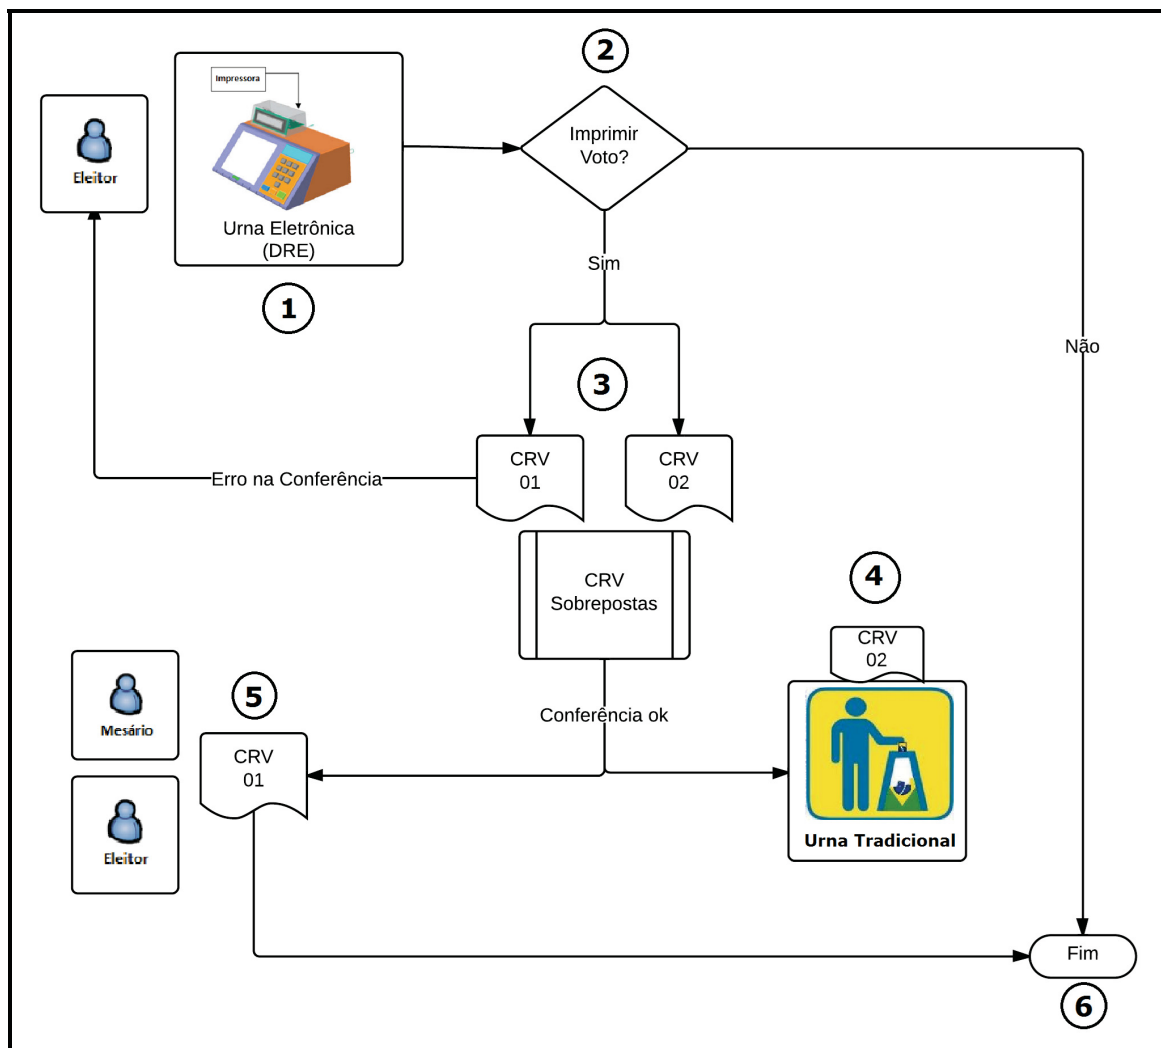 2
Impressora
Eleitor
Urna Eletrônica
(DRE)
1
Imprimir
Voto?
Sim
Não
3
CRV
01
CRV
02
Erro na Conferência
CRV
Sobrepostas
4
CRV
02
Urna Tradicional
Conferência ok
Mesário
5
CRV
01
Eleitor
Fim
6